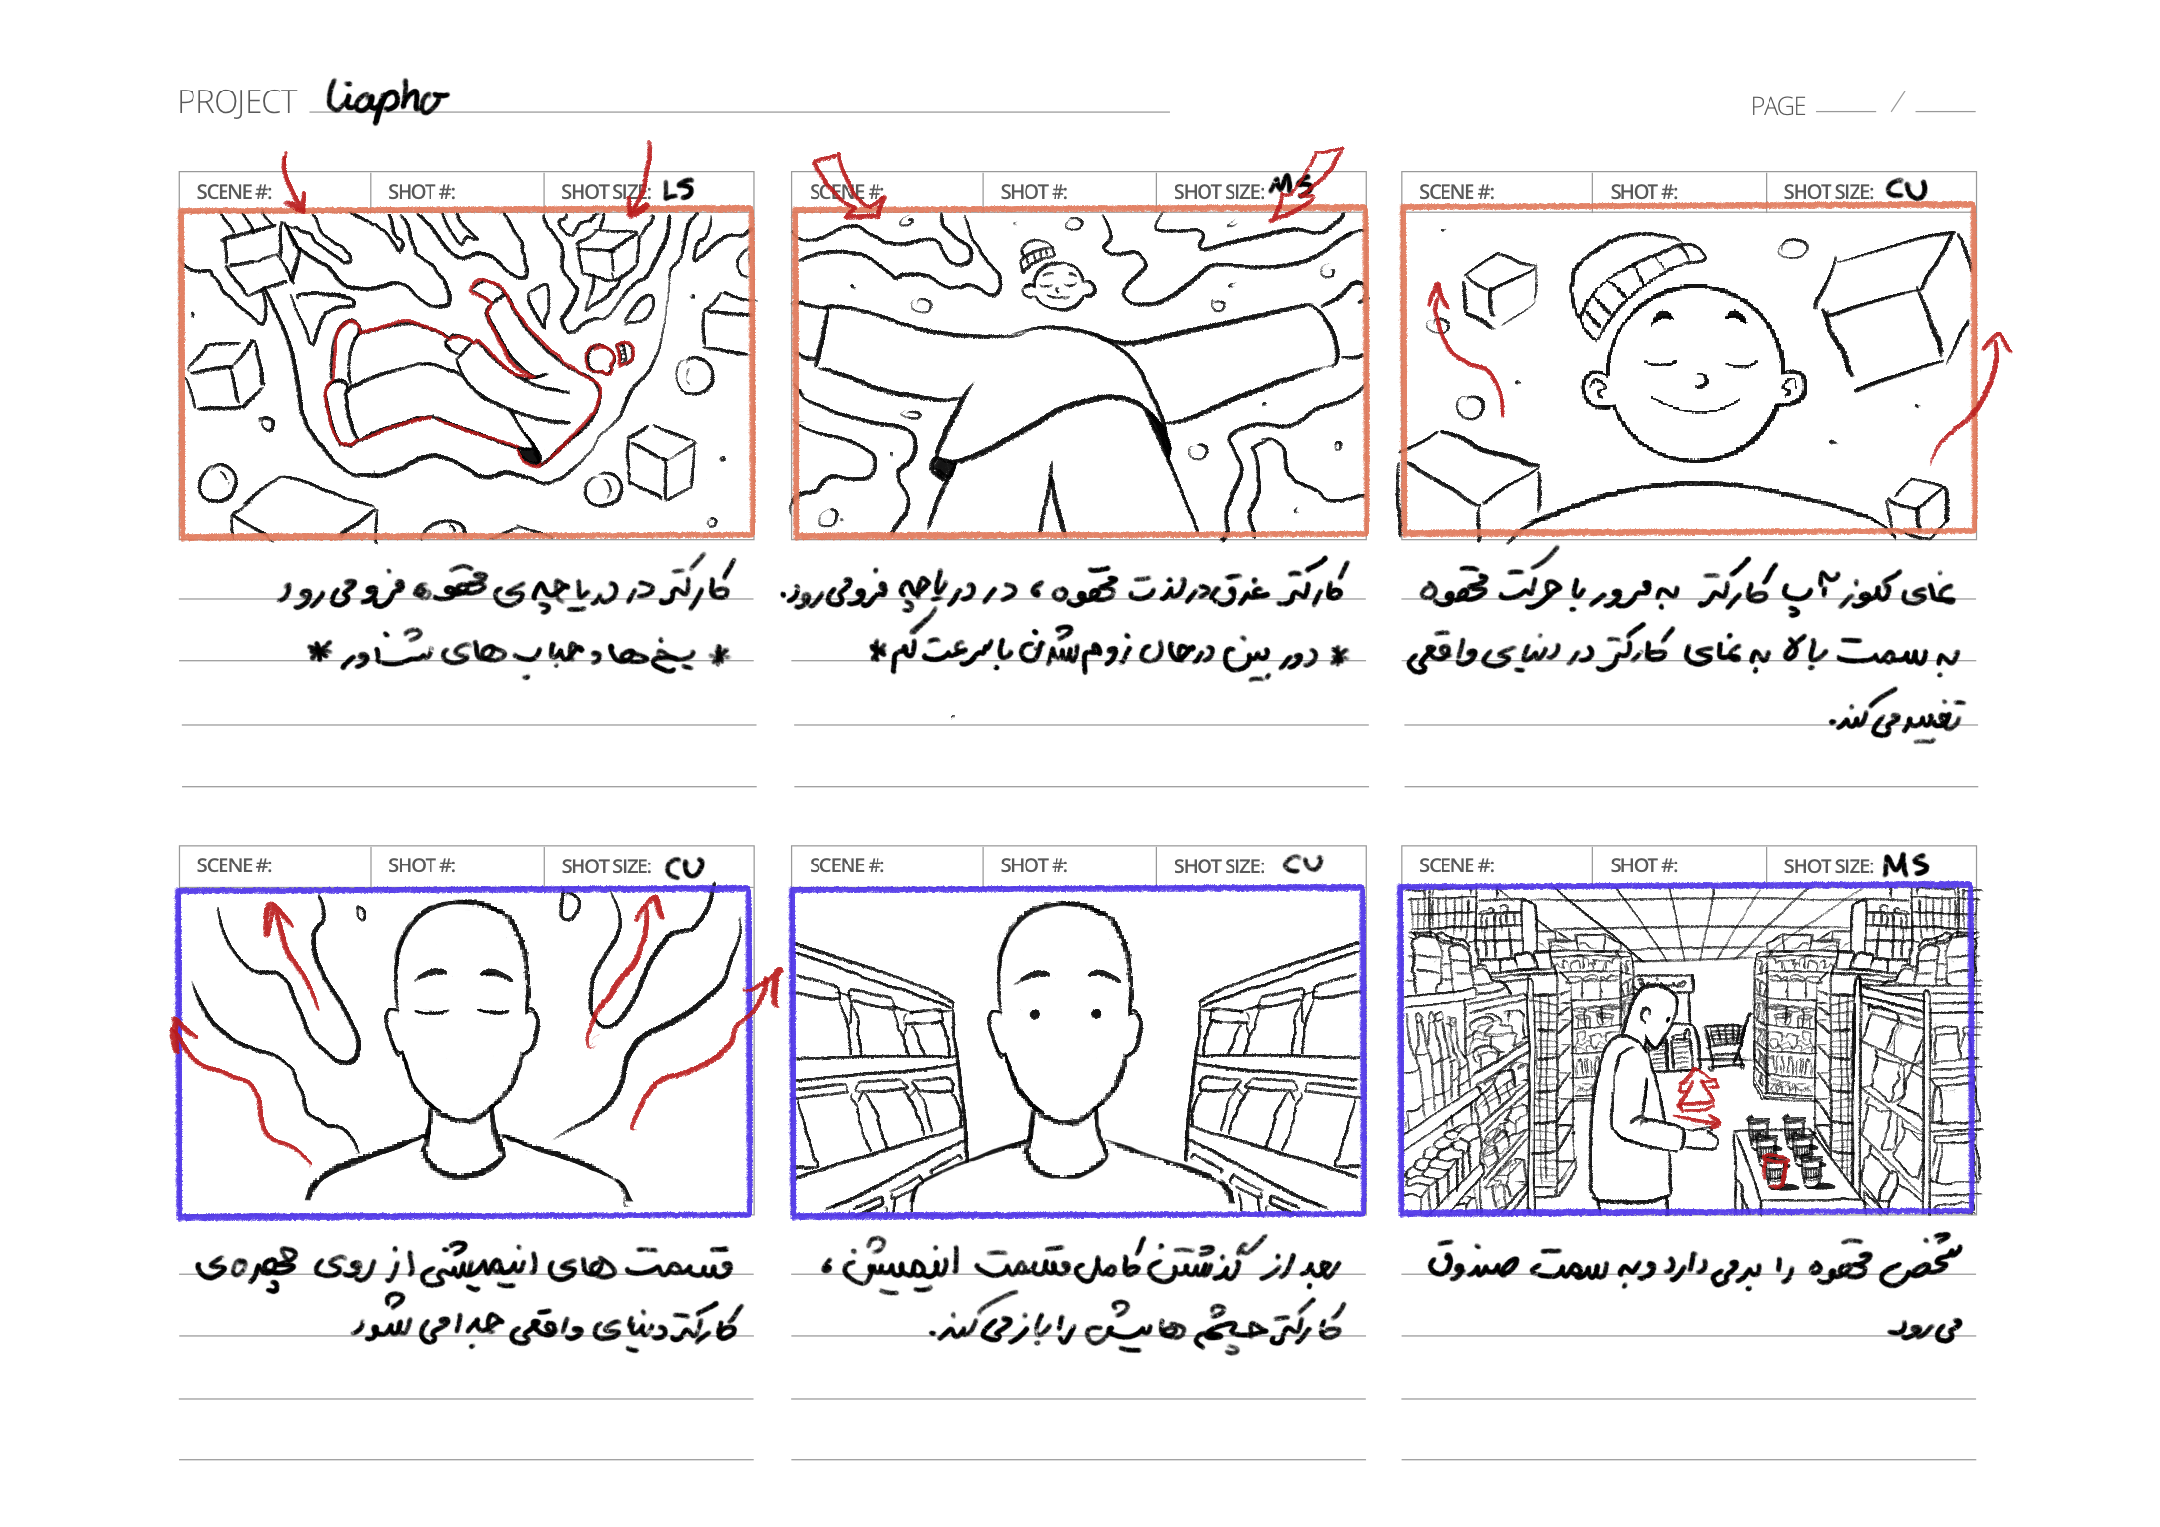 PROJECT Liapho
PAGE /
SCENE #: SHOT #: SHOT SIZE: LS
کارکتر در دریاچه‌ی قهوه فرو می‌رود
* یخ‌ها و حباب‌های شناور *
SCENE #: SHOT #: SHOT SIZE: MS
کارکتر غرق در لذت قهوه، در دریاچه فرو می‌رود.
* دوربین در حال زوم شدن با سرعت کم *
SCENE #: SHOT #: SHOT SIZE: CU
نمای کلوزآپ کارکتر به مرور با حرکت قهوه
به سمت بالا به نمای کارکتر در دنیای واقعی
تغییر می‌کند.
SCENE #: SHOT #: SHOT SIZE: CU
قسمت های انیمیشنی از روی چهره‌ی
کارکتر دنیای واقعی جدا می شود
SCENE #: SHOT #: SHOT SIZE: CU
بعد از گذشتن کامل قسمت انیمیشن،
کارکتر چشم هایش را باز می کند.
SCENE #: SHOT #: SHOT SIZE: MS
شخص قهوه را برمی دارد و به سمت صندوق
می رود